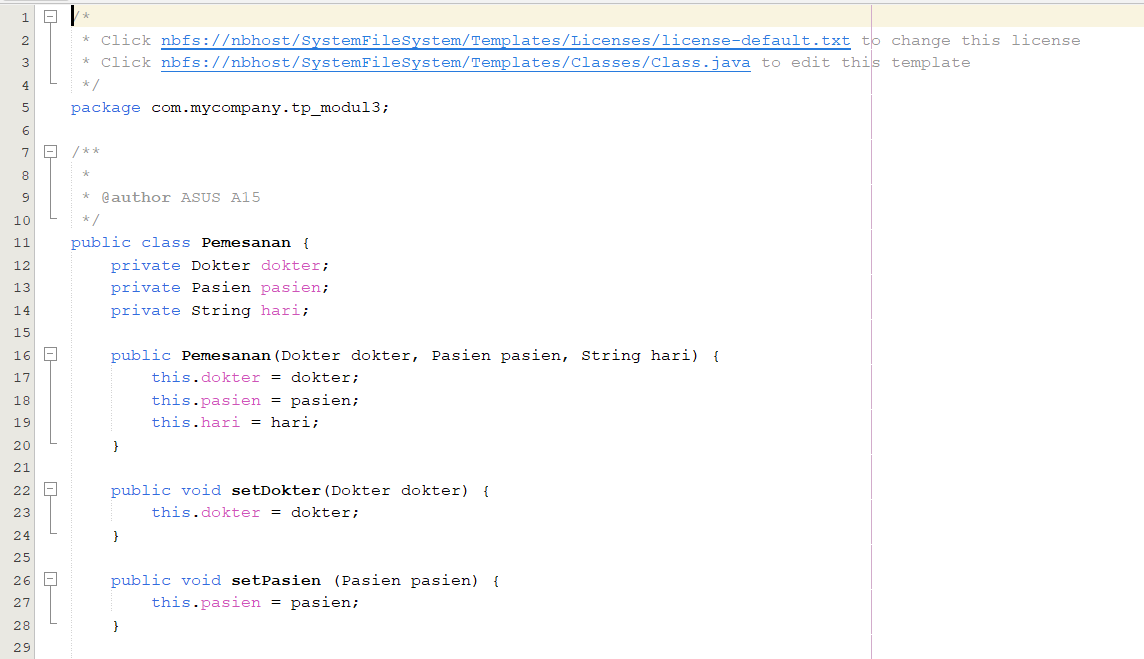 1 /*
2  * Click nbfs://nbhost/SystemFileSystem/Templates/Licenses/license-default.txt to change this license
3  * Click nbfs://nbhost/SystemFileSystem/Templates/Classes/Class.java to edit this template
4  */
5 package com.mycompany.tp_modul3;
6
7 /**
8  *
9  * @author ASUS A15
10  */
11 public class Pemesanan {
12     private Dokter dokter;
13     private Pasien pasien;
14     private String hari;
15
16     public Pemesanan(Dokter dokter, Pasien pasien, String hari) {
17         this.dokter = dokter;
18         this.pasien = pasien;
19         this.hari = hari;
20     }
21
22     public void setDokter(Dokter dokter) {
23         this.dokter = dokter;
24     }
25
26     public void setPasien (Pasien pasien) {
27         this.pasien = pasien;
28     }
29